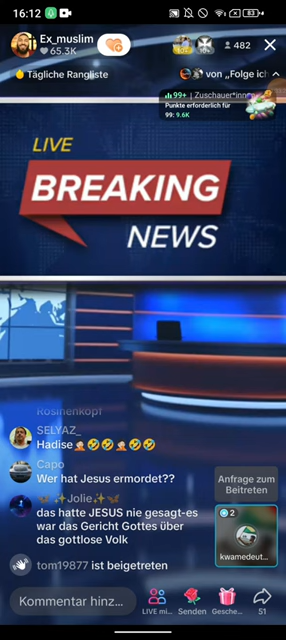 16:12
83
Ex_muslim
65.3K
482
Tägliche Rangliste
von „Folge ich
99+ | Zuschauer*innen
Punkte erforderlich für
99: 9.6K
LIVE
BREAKING
NEWS
Rosinenkopf
SELYAZ_
Hadise🤦🏼🤣🤣🤦🏼🤣🤣
Capo
Wer hat Jesus ermordet??
🦋✨Jolie✨🦋
das hatte JESUS nie gesagt-es
war das Gericht Gottes über
das gottlose Volk
tom19877 ist beigetreten
Anfrage zum
Beitreten
2
kwamedeut...
Kommentar hinz...
LIVE mi...
Senden
Gesche...
51